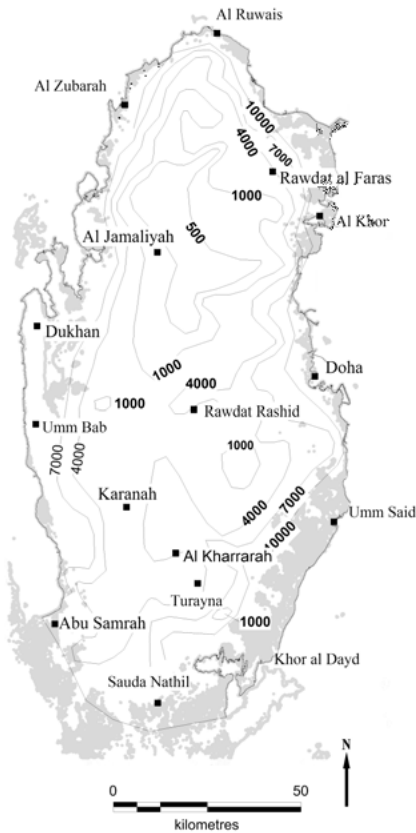 Al Ruwais
Al Zubarah
10000
4000
7000
Rawdat al Faras
1000
Al Khor
500
Al Jamaliyah
Dukhan
1000
Doha
4000
1000
Rawdat Rashid
Umm Bab
7000
4000
1000
Karanah
4000
7000
10000
Umm Said
Al Kharrarah
Turayna
1000
Abu Samrah
Khor al Dayd
Sauda Nathil
N
0 50
kilometres